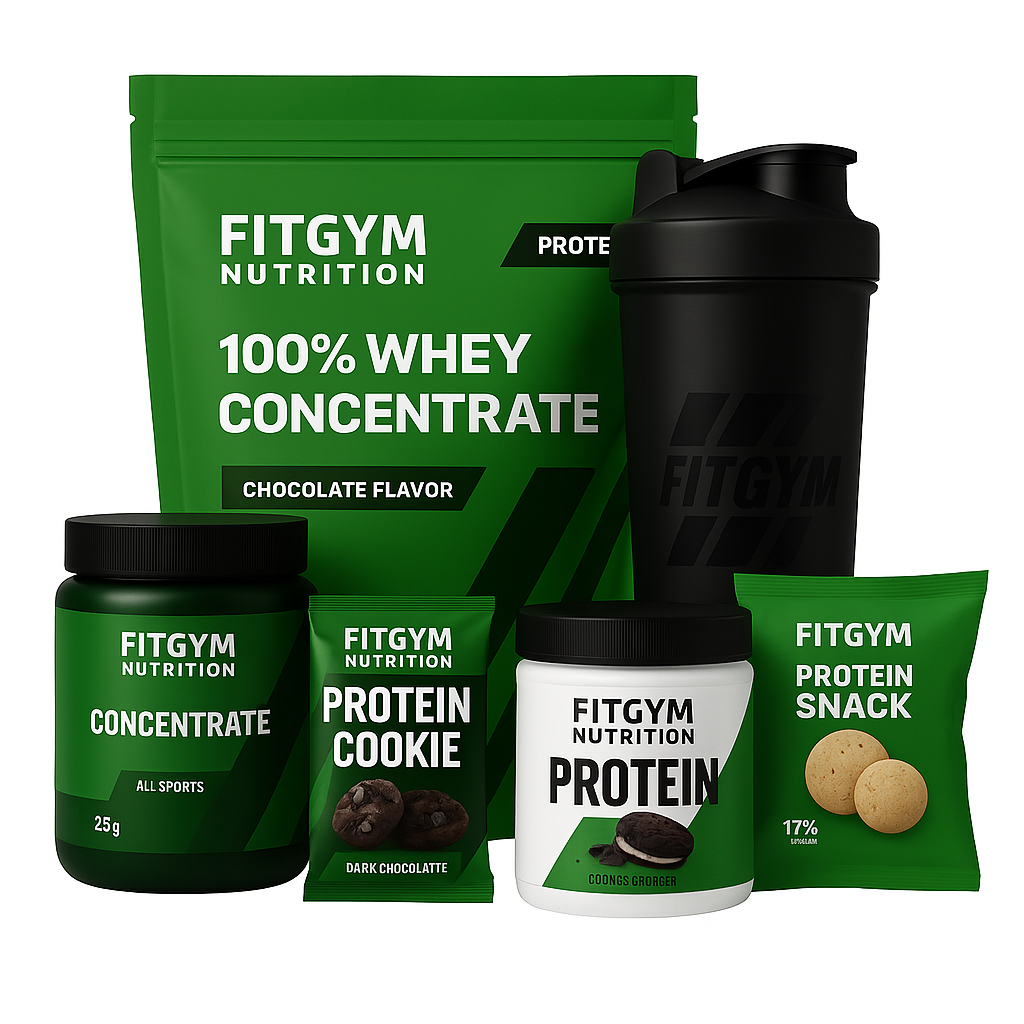 FITGYM
NUTRITION
PROTE
100% WHEY
CONCENTRATE
CHOCOLATE FLAVOR
FITGYM
FITGYM
NUTRITION
CONCENTRATE
ALL SPORTS
25g
FITGYM
NUTRITION
PROTEIN
COOKIE
DARK CHOCOLATTE
FITGYM
NUTRITION
PROTEIN
COONGS GRORGER
FITGYM
PROTEIN
SNACK
17%